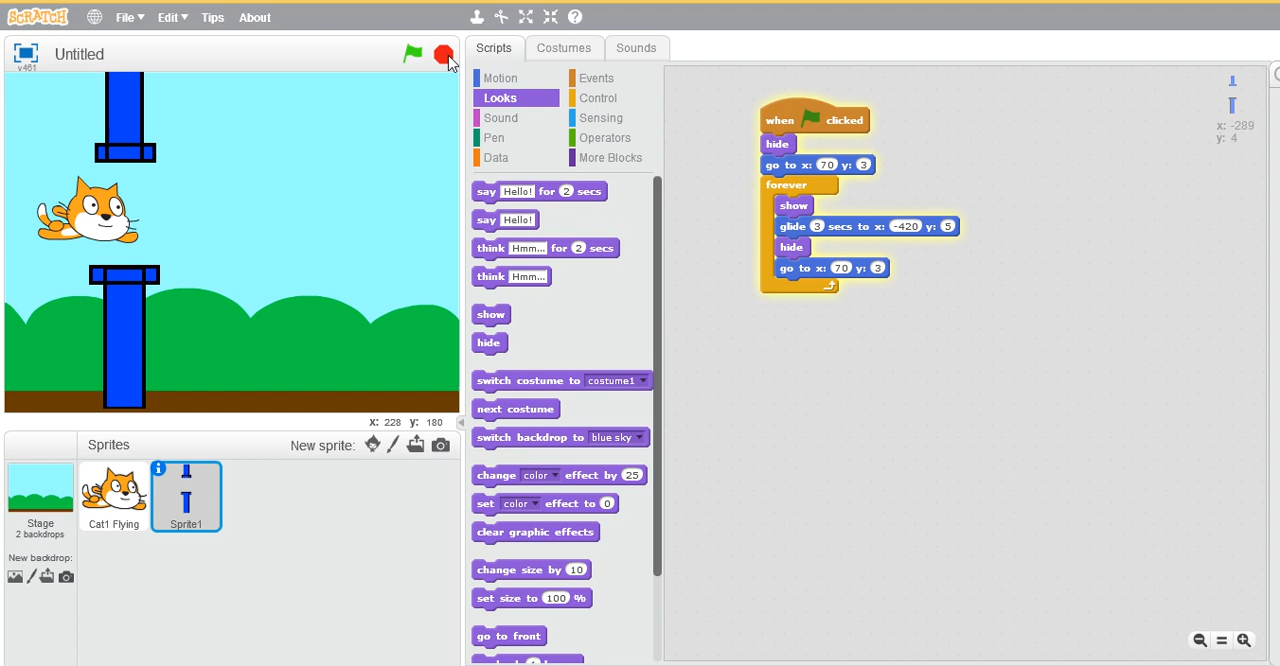 SCRATCH File Edit Tips About
Untitled
v461
Scripts Costumes Sounds
Motion Events
Looks Control
Sound Sensing
Pen Operators
Data More Blocks
say Hello! for 2 secs
say Hello!
think Hmm... for 2 secs
think Hmm...
show
hide
switch costume to costume1
next costume
switch backdrop to blue sky
change color effect by 25
set color effect to 0
clear graphic effects
change size by 10
set size to 100 %
go to front
when clicked
hide
go to x: 70 y: 3
forever
show
glide 3 secs to x: -420 y: 5
hide
go to x: 70 y: 3
x: -289
y: 4
x: 228 y: 180
Sprites New sprite:
Stage
2 backdrops
New backdrop:
Cat1 Flying
Sprite1